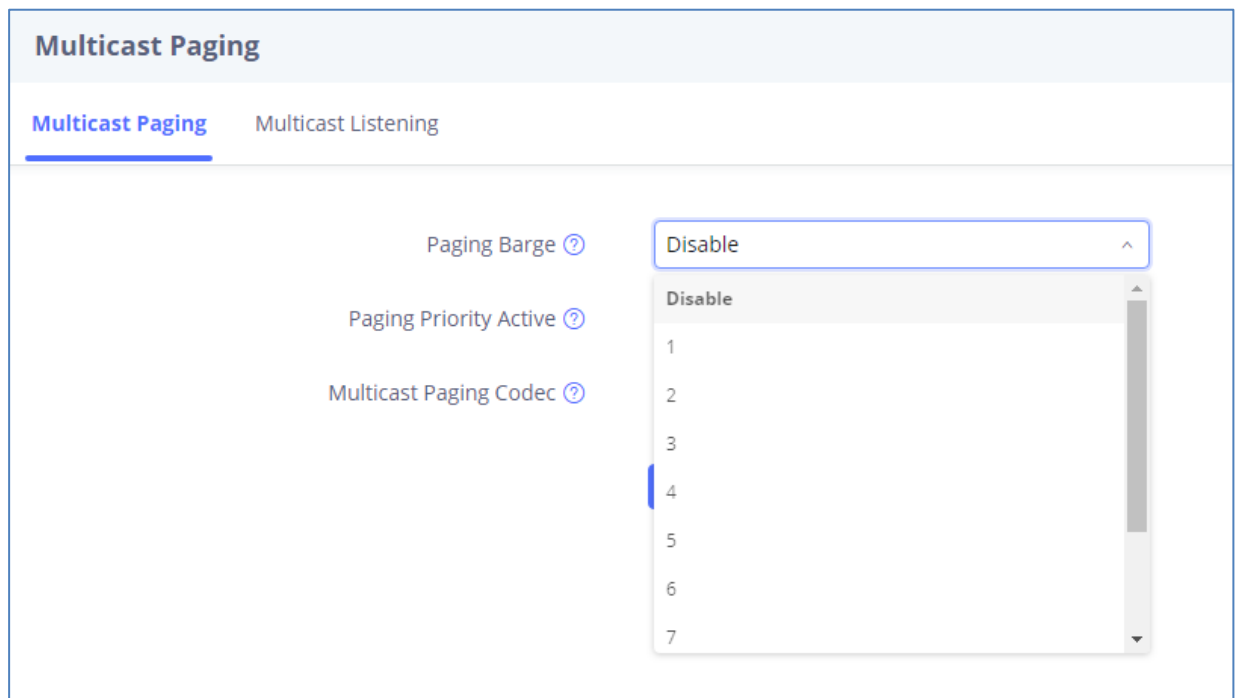 Multicast Paging
Multicast Paging Multicast Listening
Paging Barge ? Disable
Disable
Paging Priority Active ?
1
2
Multicast Paging Codec ?
3
4
5
6
7